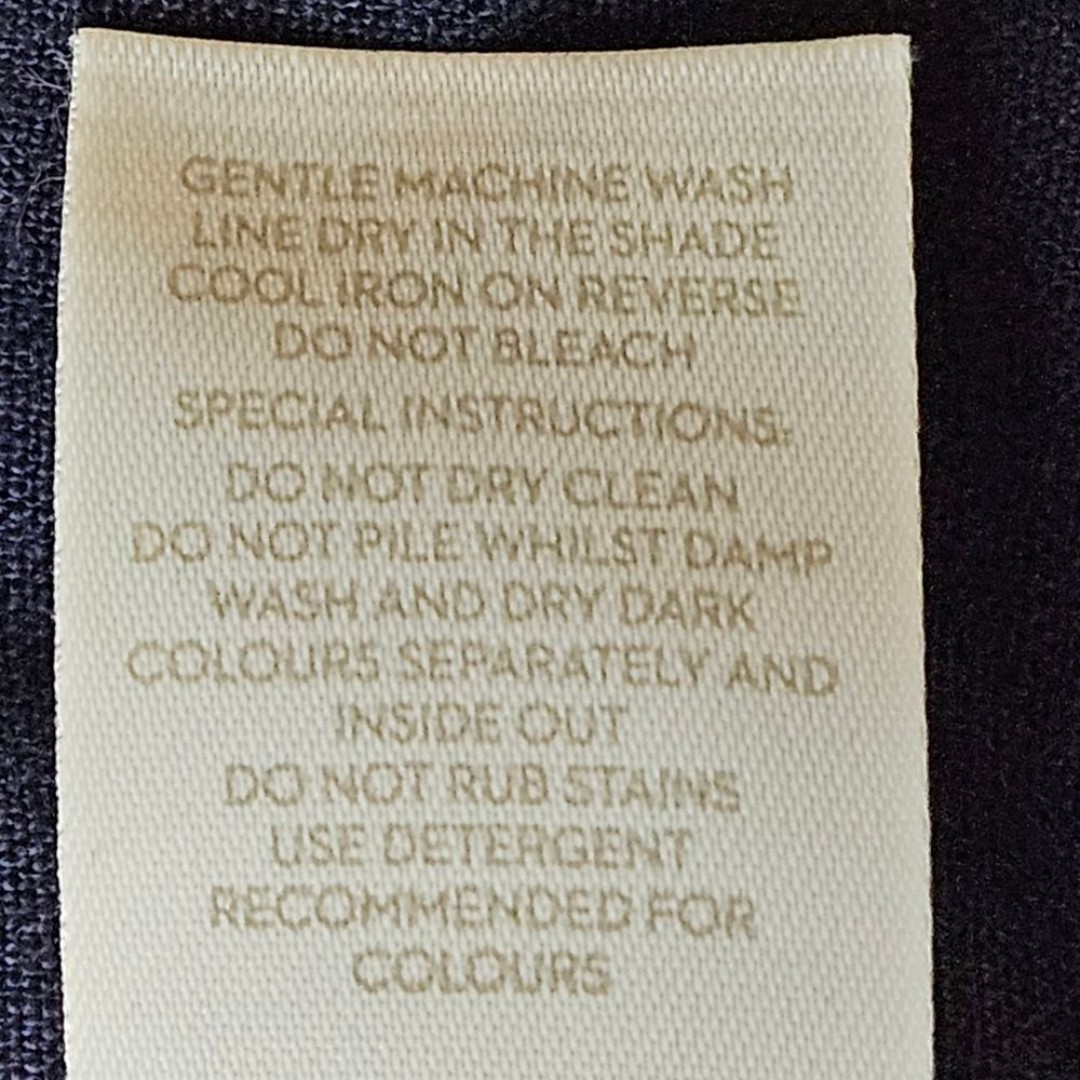 GENTLE MACHINE WASH
LINE DRY IN THE SHADE
COOL IRON ON REVERSE
DO NOT BLEACH
SPECIAL INSTRUCTIONS:
DO NOT DRY CLEAN
DO NOT PILE WHILST DAMP
WASH AND DRY DARK
COLOURS SEPARATELY AND
INSIDE OUT
DO NOT RUB STAINS
USE DETERGENT
RECOMMENDED FOR
COLOURS